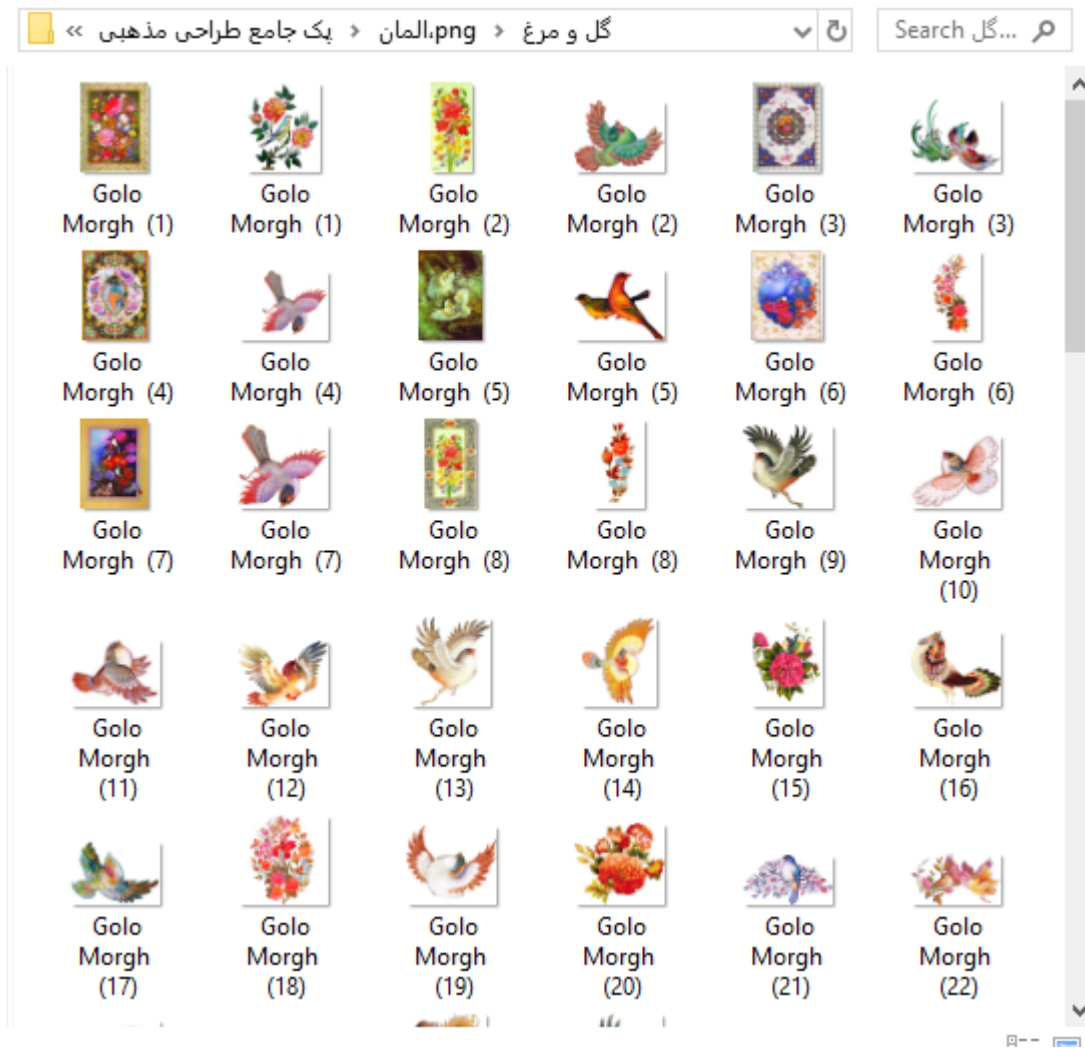 « پک جامع طراحی مذهبی › المان،png › گل و مرغ
Search گل...
Golo Morgh (1)
Golo Morgh (1)
Golo Morgh (2)
Golo Morgh (2)
Golo Morgh (3)
Golo Morgh (3)
Golo Morgh (4)
Golo Morgh (4)
Golo Morgh (5)
Golo Morgh (5)
Golo Morgh (6)
Golo Morgh (6)
Golo Morgh (7)
Golo Morgh (7)
Golo Morgh (8)
Golo Morgh (8)
Golo Morgh (9)
Golo Morgh (10)
Golo Morgh (11)
Golo Morgh (12)
Golo Morgh (13)
Golo Morgh (14)
Golo Morgh (15)
Golo Morgh (16)
Golo Morgh (17)
Golo Morgh (18)
Golo Morgh (19)
Golo Morgh (20)
Golo Morgh (21)
Golo Morgh (22)